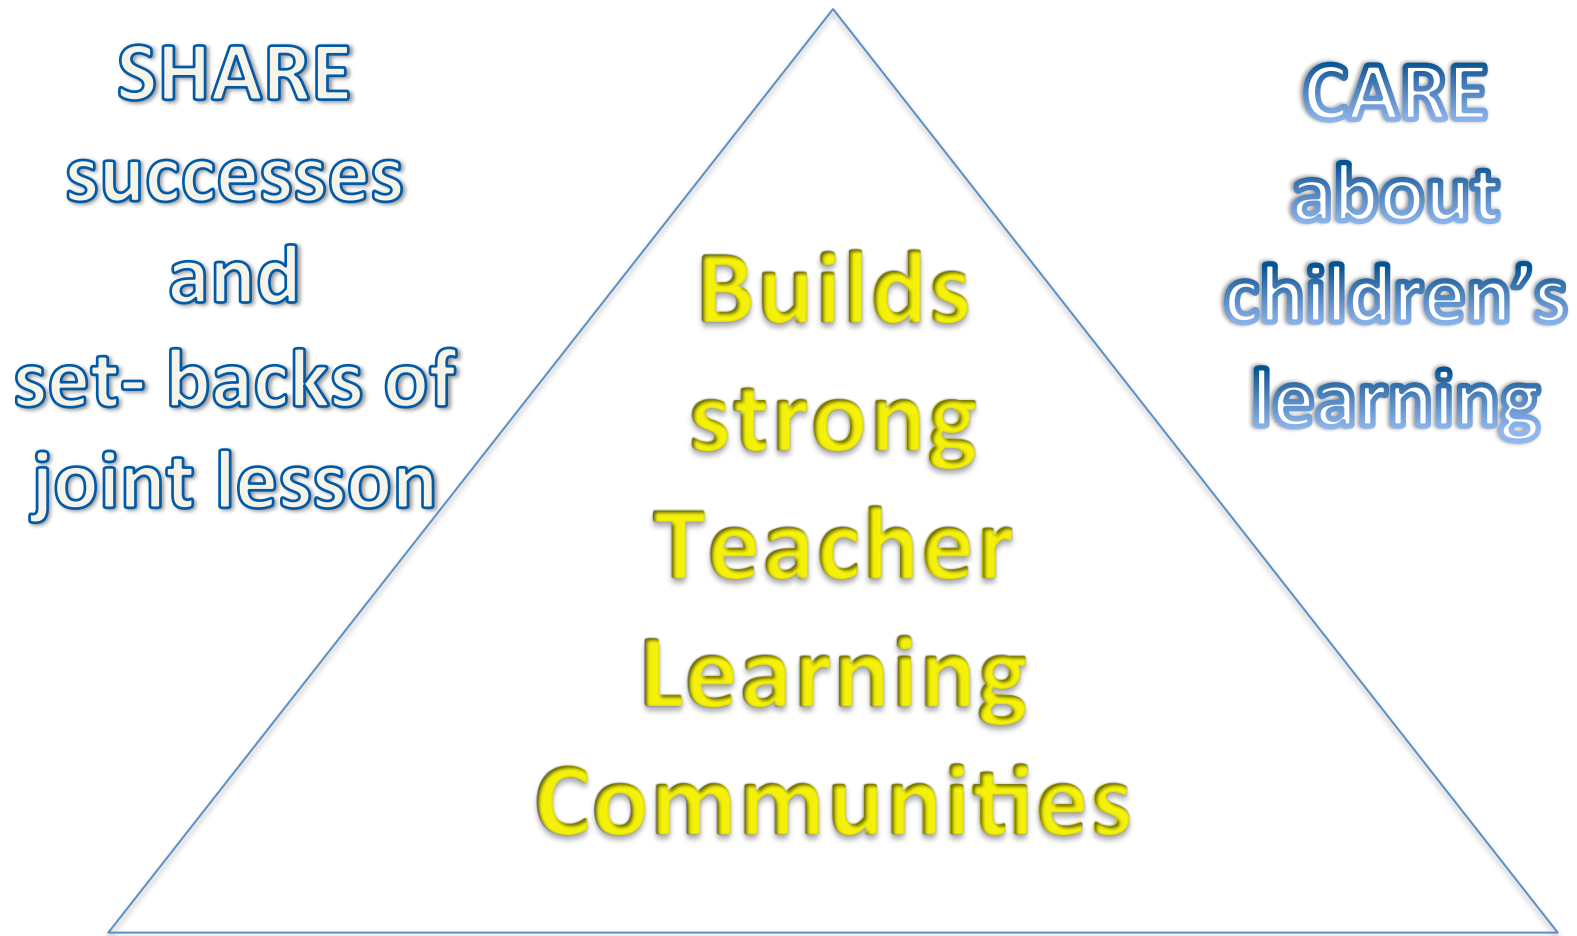 SHARE
successes
and
set- backs of
joint lesson
Builds
strong
Teacher
Learning
Communities
CARE
about
children’s
learning